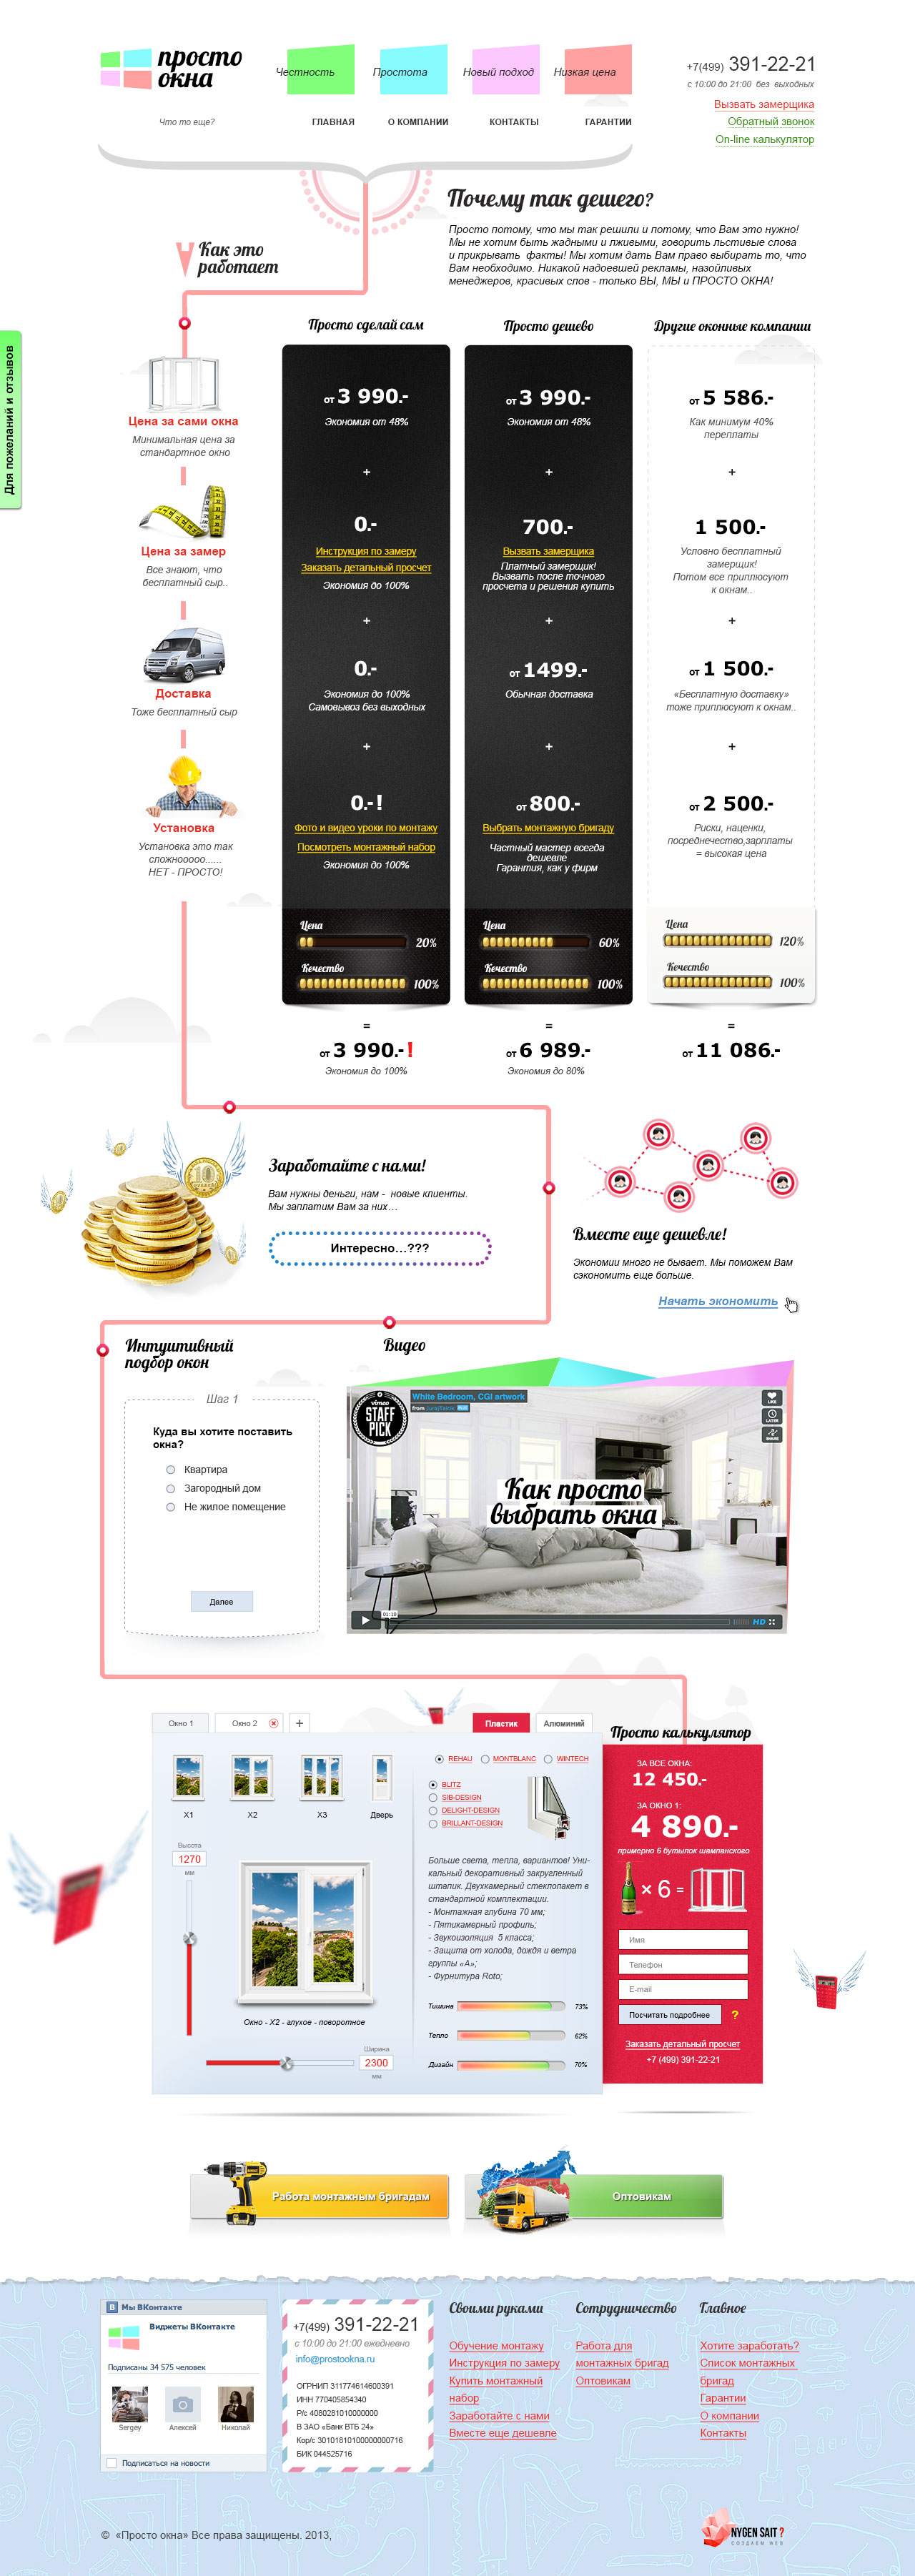 просто
окна
Честность
Простота
Новый подход
Низкая цена
+7(499) 391-22-21
с 10:00 до 21:00 без выходных
Вызвать замерщика
Обратный звонок
On-line калькулятор
Что то еще?
ГЛАВНАЯ
О КОМПАНИИ
КОНТАКТЫ
ГАРАНТИИ
Почему так дешего?
Просто потому, что мы так решили и потому, что Вам это нужно!
Мы не хотим быть жадными и лживыми, говорить льстивые слова
и прикрывать факты! Мы хотим дать Вам право выбирать то, что
Вам необходимо. Никакой надоевшей рекламы, назойливых
менеджеров, красивых слов - только ВЫ, МЫ и ПРОСТО ОКНА!
Как это
работает
Для пожеланий и отзывов
Просто сделай сам
Просто дешево
Другие оконные компании
Цена за сами окна
Минимальная цена за
стандартное окно
от 3 990.-
Экономия от 48%
от 3 990.-
Экономия от 48%
от 5 586.-
Как минимум 40%
переплаты
+
+
+
Цена за замер
Все знают, что
бесплатный сыр..
0.-
Инструкция по замеру
Заказать детальный просчет
Экономия до 100%
700.-
Вызвать замерщика
Платный замерщик!
Вызвать после точного
просчета и решения купить
1 500.-
Условно бесплатный
замерщик!
Потом все приплюсуют
к окнам..
+
+
+
Доставка
Тоже бесплатный сыр
0.-
Экономия до 100%
Самовывоз без выходных
от 1499.-
Обычная доставка
от 1 500.-
«Бесплатную доставку»
тоже приплюсуют к окнам..
+
+
+
Установка
Установка это так
сложнооооо......
НЕТ - ПРОСТО!
0.-!
Фото и видео уроки по монтажу
Посмотреть монтажный набор
Экономия до 100%
от 800.-
Выбрать монтажную бригаду
Частный мастер всегда
дешевле
Гарантия, как у фирм
от 2 500.-
Риски, наценки,
посреднечество,зарплаты
= высокая цена
Цена
20%
Кечество
100%
Цена
60%
Кечество
100%
Цена
120%
Кечество
100%
=
=
=
от 3 990.-!
Экономия до 100%
от 6 989.-
Экономия до 80%
от 11 086.-
Заработайте с нами!
Вам нужны деньги, нам - новые клиенты.
Мы заплатим Вам за них...
Интересно...???
Вместе еще дешевле!
Экономии много не бывает. Мы поможем Вам
сэкономить еще больше.
Начать экономить
Интуитивный
подбор окон
Шаг 1
Куда вы хотите поставить
окна?
Квартира
Загородный дом
Не жилое помещение
Далее
Видео
vimeo
STAFF
PICK
White Bedroom, CGI artwork
from
LIKE
LATER
SHARE
Как просто
выбрать окна
01:10
HD
Окно 1
Окно 2
+
Пластик
Алюминий
Просто калькулятор
X1
X2
X3
Дверь
REHAU
MONTBLANC
WINTECH
BLITZ
SIB-DESIGN
DELIGHT-DESIGN
BRILLANT-DESIGN
Высота
1270
мм
Больше света, тепла, вариантов! Уни-
кальный декоративный закругленный
штапик. Двухкамерный стеклопакет в
стандартной комплектации.
- Монтажная глубина 70 мм;
- Пятикамерный профиль;
- Звукоизоляция 5 класса;
- Защита от холода, дождя и ветра
группы «А»;
- Фурнитура Roto;
Окно - X2 - глухое - поворотное
Ширина
2300
мм
Тишина
73%
Тепло
62%
Дизайн
70%
ЗА ВСЕ ОКНА:
12 450.-
ЗА ОКНО 1:
4 890.-
примерно 6 бутылок шампанского
× 6 =
Имя
Телефон
E-mail
Посчитать подробнее
?
Заказать детальный просчет
+7 (499) 391-22-21
Работа монтажным бригадам
Оптовикам
В Мы ВКонтакте
Виджеты ВКонтакте
Подписаны 34 575 человек
Sergey
Алексей
Николай
Подписаться на новости
+7(499) 391-22-21
с 10:00 до 21:00 ежедневно
info@prostookna.ru
ОГРНИП 311774614600391
ИНН 770405854340
Р/с 4080281010000000
В ЗАО «Банк ВТБ 24»
Кор/с 30101810100000000716
БИК 044525716
Своими руками
Обучение монтажу
Инструкция по замеру
Купить монтажный
набор
Заработайте с нами
Вместе еще дешевле
Сотрудничество
Работа для
монтажных бригад
Оптовикам
Главное
Хотите заработать?
Список монтажных
бригад
Гарантии
О компании
Контакты
© «Просто окна» Все права защищены. 2013,
NYGEN SAIT ?
СОЗДАЕМ WEB